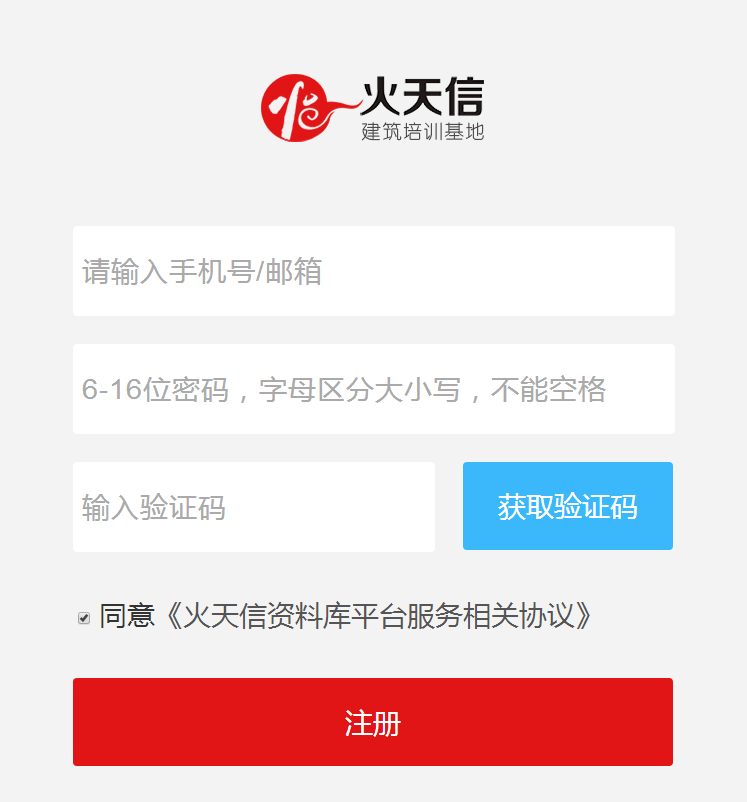 火天信
建筑培训基地
请输入手机号/邮箱
6-16位密码，字母区分大小写，不能空格
输入验证码
获取验证码
同意《火天信资料库平台服务相关协议》
注册